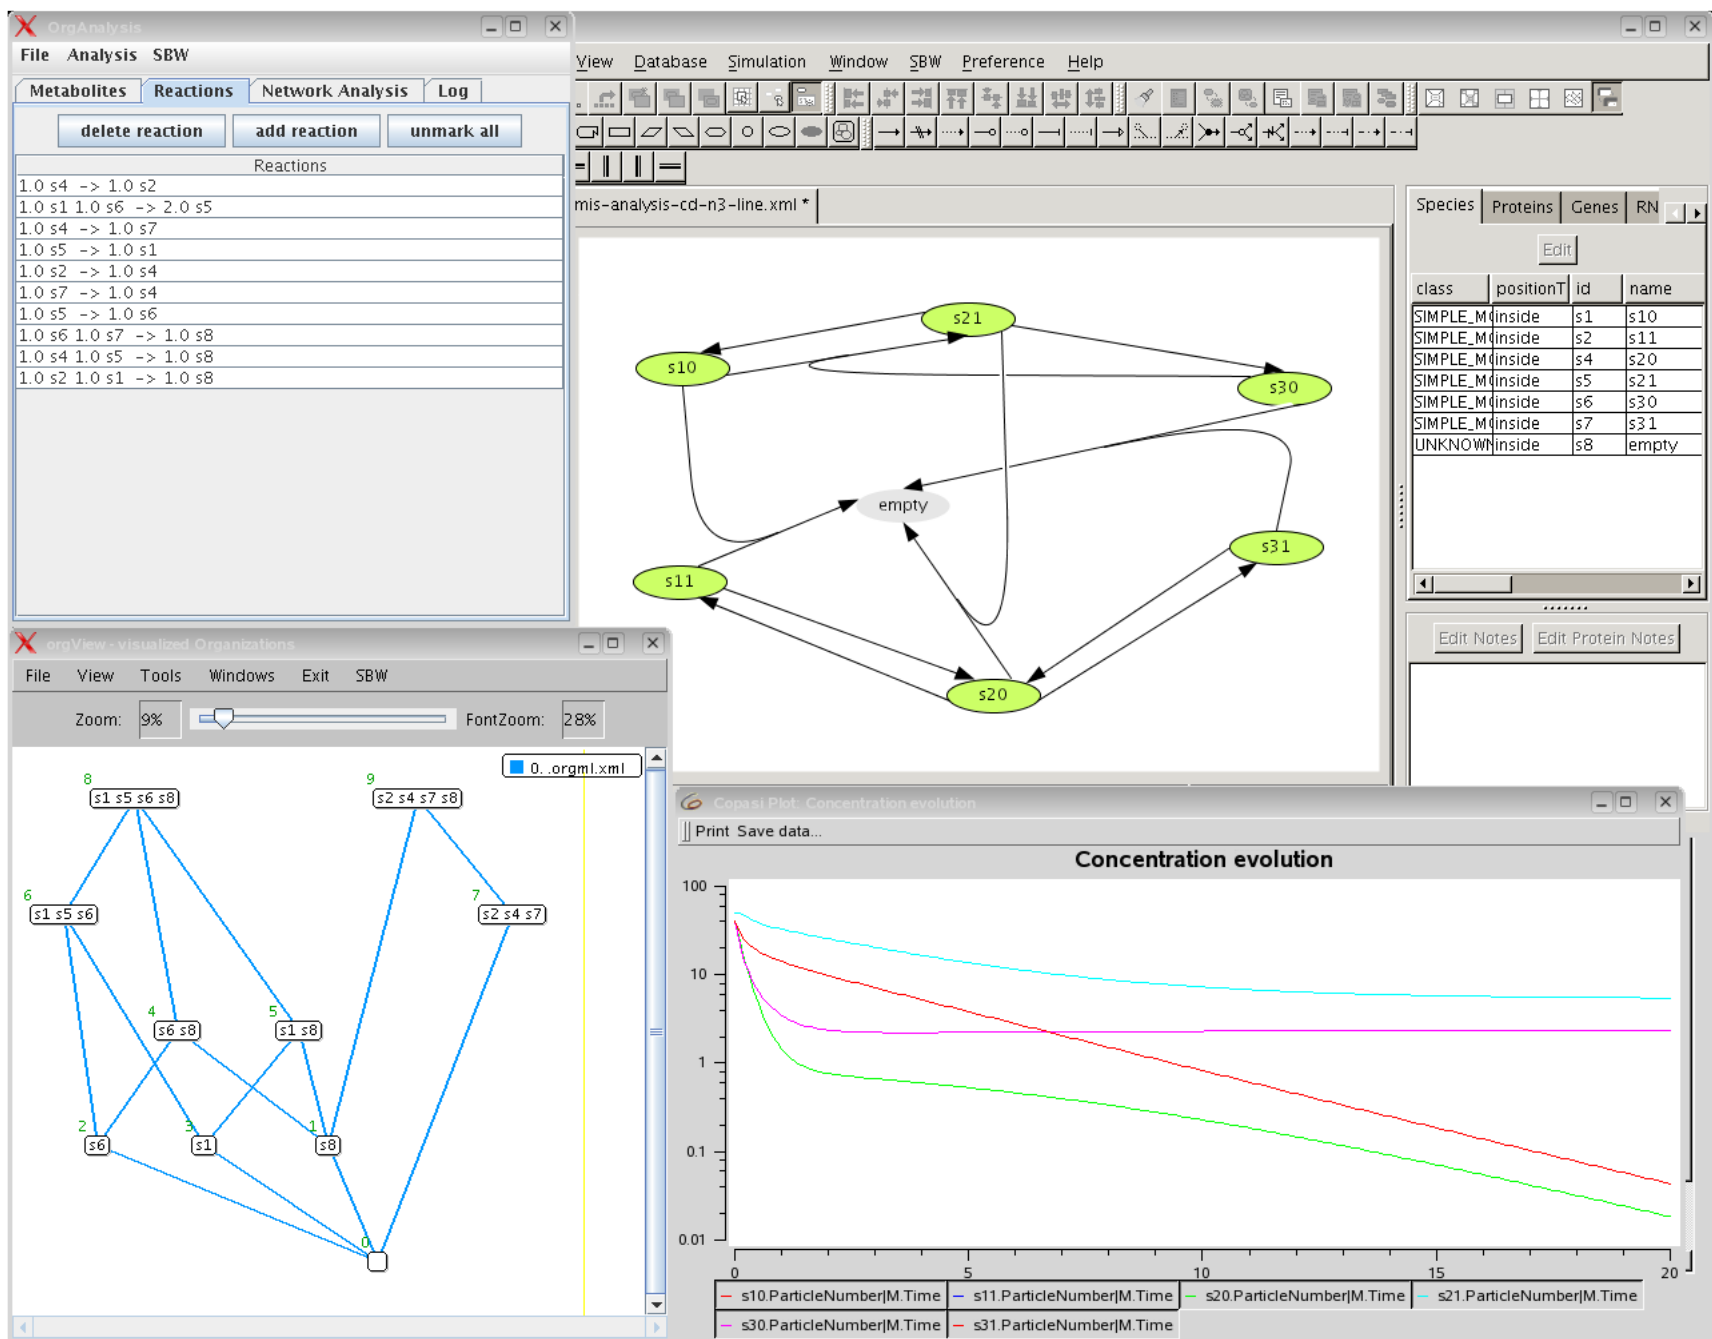 OrgAnalysis
File Analysis SBW
Metabolites Reactions Network Analysis Log
delete reaction add reaction unmark all
Reactions
1.0 s4 -> 1.0 s2
1.0 s1 1.0 s6 -> 2.0 s5
1.0 s4 -> 1.0 s7
1.0 s5 -> 1.0 s1
1.0 s2 -> 1.0 s4
1.0 s7 -> 1.0 s4
1.0 s5 -> 1.0 s6
1.0 s6 1.0 s7 -> 1.0 s8
1.0 s4 1.0 s5 -> 1.0 s8
1.0 s2 1.0 s1 -> 1.0 s8
View Database Simulation Window SBW Preference Help
mis-analysis-cd-n3-line.xml *
s21
s10
s30
empty
s31
s11
s20
Species Proteins Genes RN
Edit
class positionT id name
SIMPLE_M inside s1 s10
SIMPLE_M inside s2 s11
SIMPLE_M inside s4 s20
SIMPLE_M inside s5 s21
SIMPLE_M inside s6 s30
SIMPLE_M inside s7 s31
UNKNOWN inside s8 empty
Edit Notes Edit Protein Notes
orgView - visualized Organizations
File View Tools Windows Exit SBW
Zoom: 9% FontZoom: 28%
0..orgml.xml
8 9
s1 s5 s6 s8 s2 s4 s7 s8
6 7
s1 s5 s6 s2 s4 s7
4 5
s6 s8 s1 s8
2 3 1
s6 s1 s8
0
Copasi Plot: Concentration evolution
Print Save data...
Concentration evolution
100
10
1
0.1
0.01
0 5 10 15 20
s10.ParticleNumber|M.Time s11.ParticleNumber|M.Time s20.ParticleNumber|M.Time s21.ParticleNumber|M.Time
s30.ParticleNumber|M.Time s31.ParticleNumber|M.Time